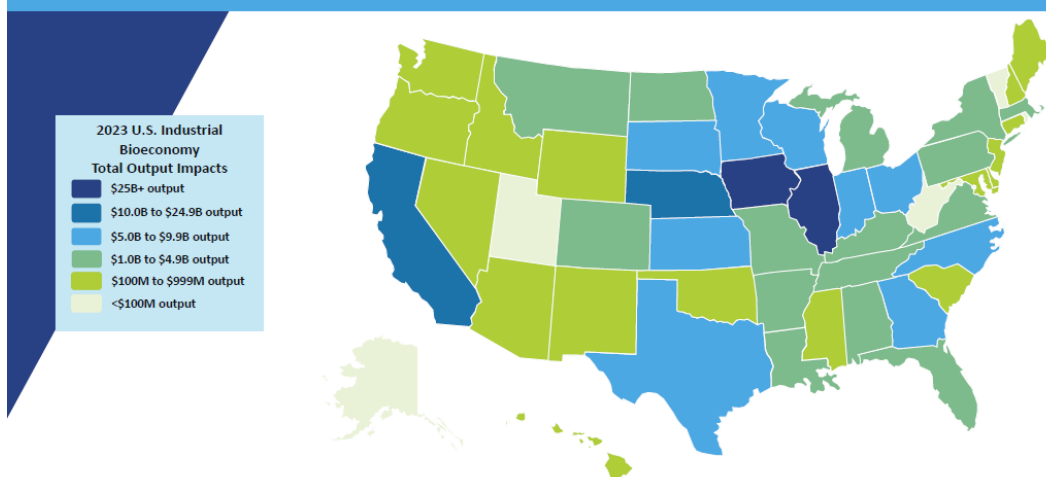 2023 U.S. Industrial
Bioeconomy
Total Output Impacts
$25B+ output
$10.0B to $24.9B output
$5.0B to $9.9B output
$1.0B to $4.9B output
$100M to $999M output
<$100M output